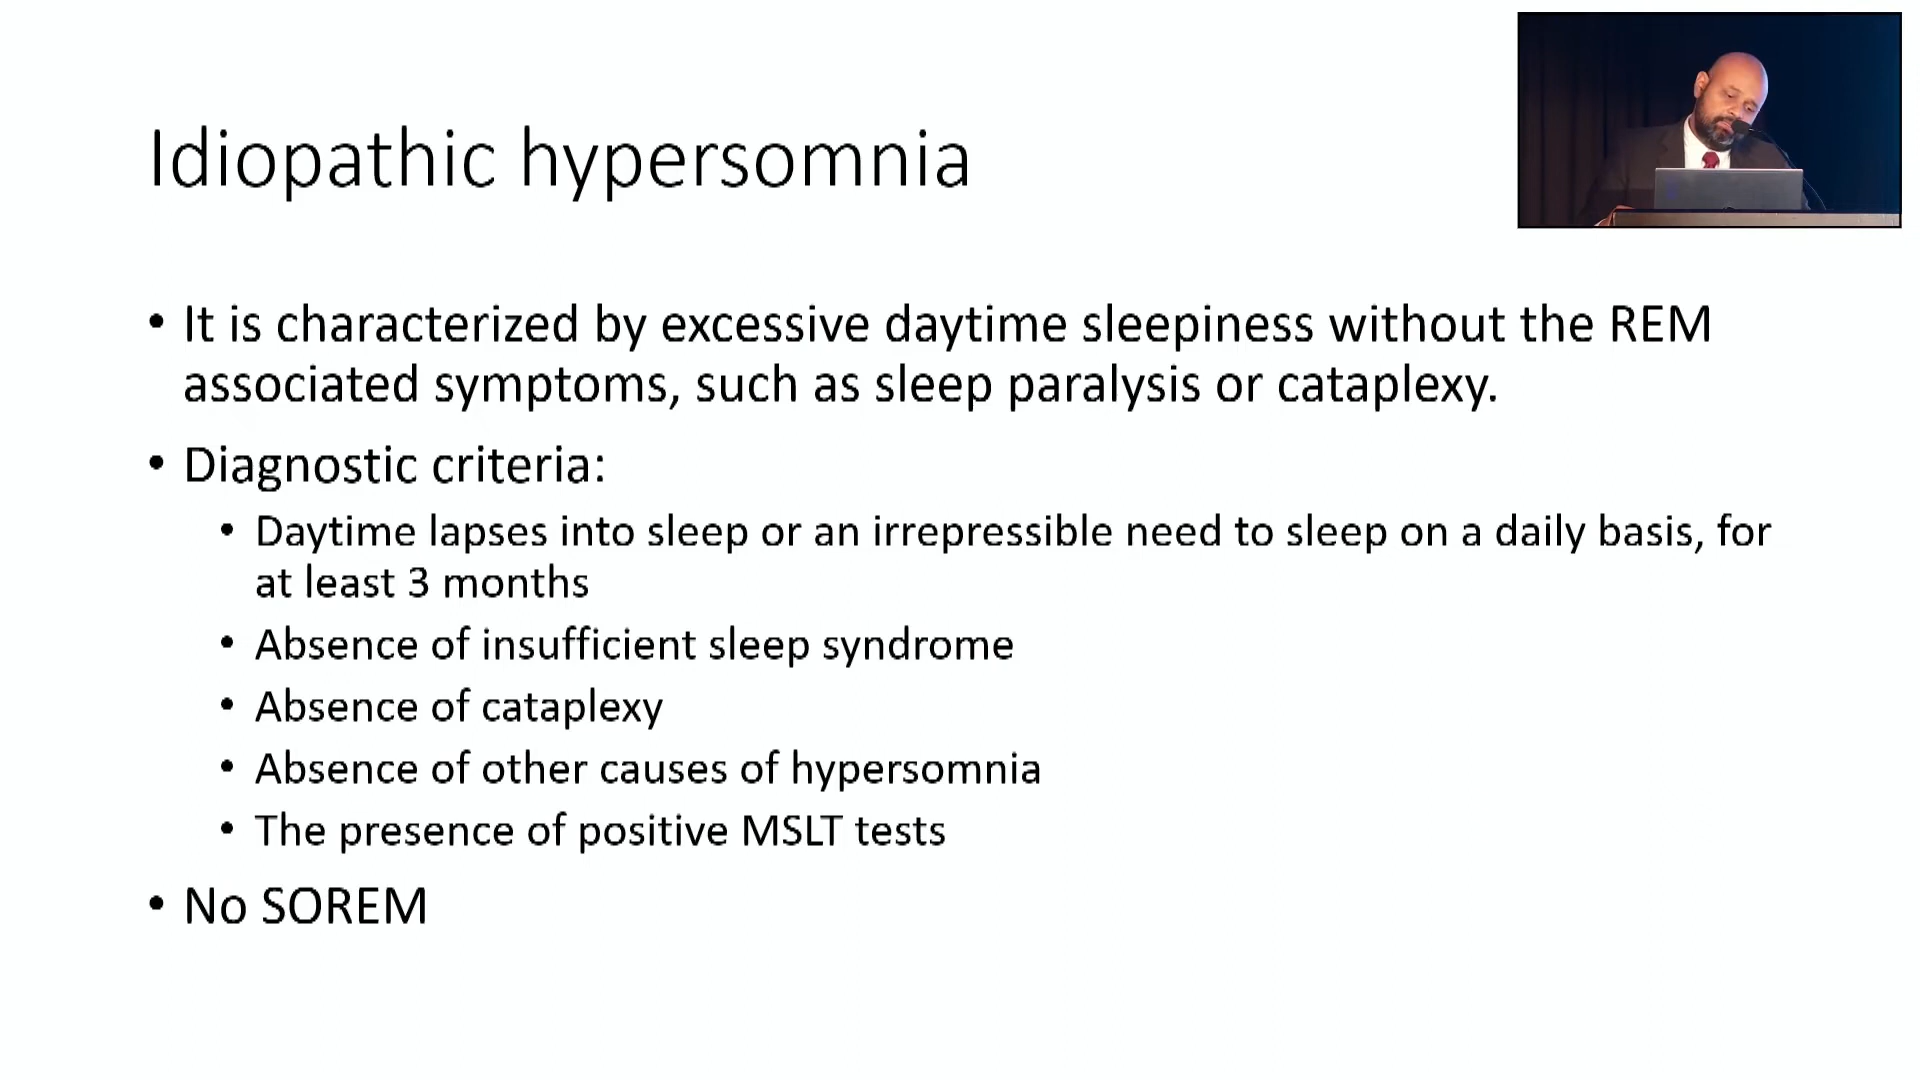 Idiopathic hypersomnia
• It is characterized by excessive daytime sleepiness without the REM
associated symptoms, such as sleep paralysis or cataplexy.
• Diagnostic criteria:
• Daytime lapses into sleep or an irrepressible need to sleep on a daily basis, for
at least 3 months
• Absence of insufficient sleep syndrome
• Absence of cataplexy
• Absence of other causes of hypersomnia
• The presence of positive MSLT tests
• No SOREM